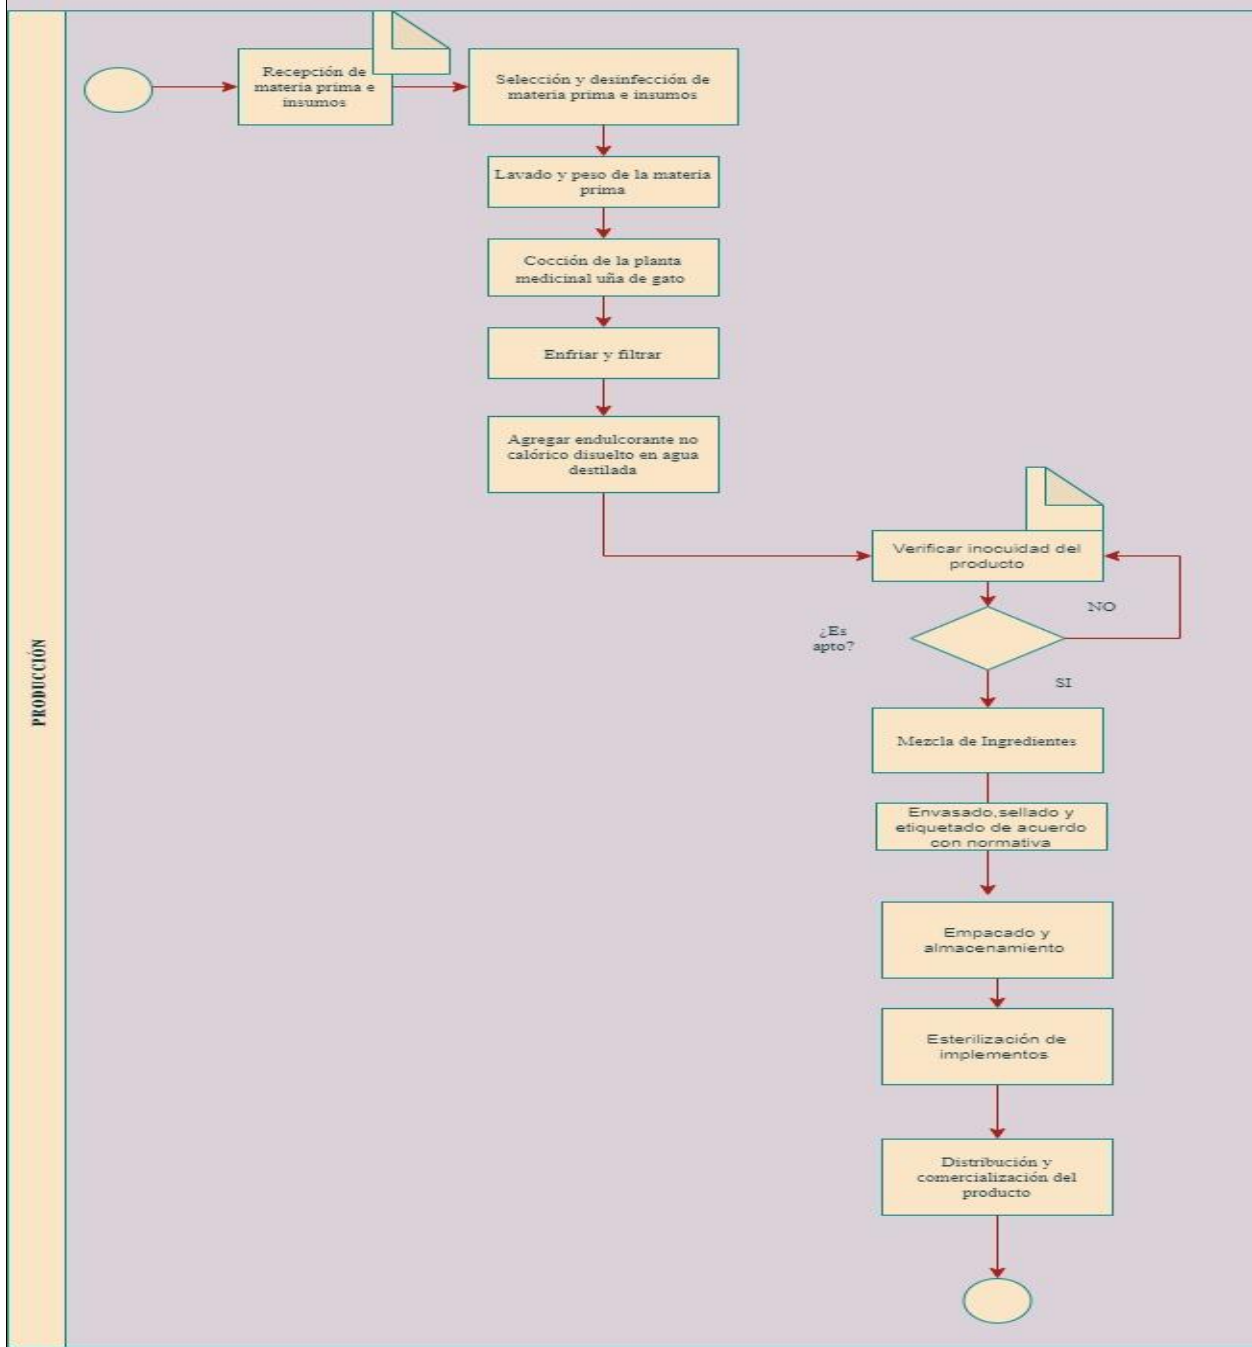 PRODUCCIÓN
Recepción de
materia prima e
insumos
Selección y desinfección de
materia prima e insumos
Lavado y peso de la materia
prima
Cocción de la planta
medicinal uña de gato
Enfriar y filtrar
Agregar endulcorante no
calórico disuelto en agua
destilada
Verificar inocuidad del
producto
NO
¿Es
apto?
SI
Mezcla de Ingredientes
Envasado,sellado y
etiquetado de acuerdo
con normativa
Empacado y
almacenamiento
Esterilización de
implementos
Distribución y
comercialización del
producto